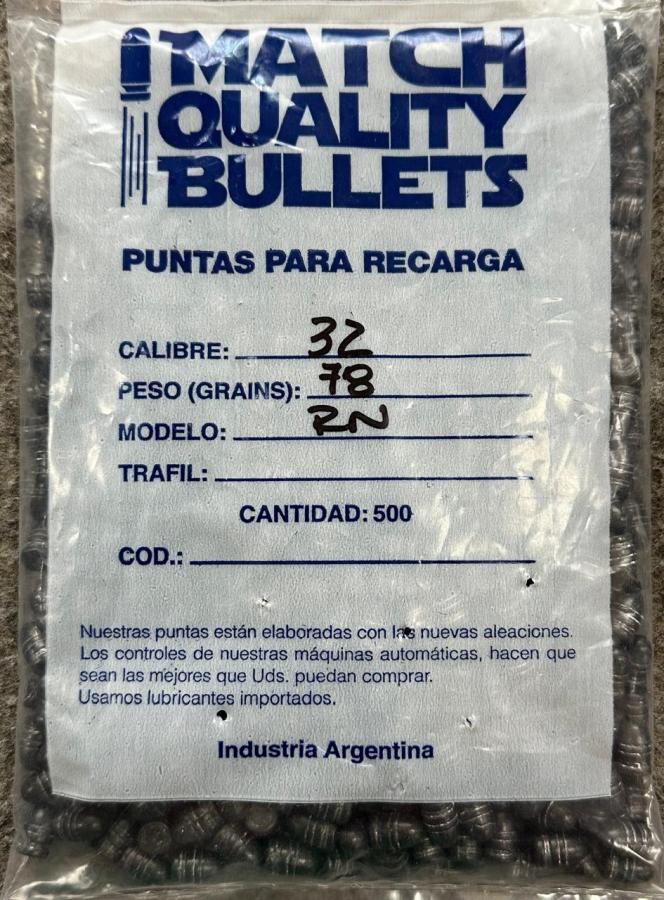 MATCH
QUALITY
BULLETS
PUNTAS PARA RECARGA
CALIBRE: 32
PESO (GRAINS): 78
MODELO: RN
TRAFIL:
CANTIDAD: 500
COD.:
Nuestras puntas están elaboradas con las nuevas aleaciones.
Los controles de nuestras máquinas automáticas, hacen que
sean las mejores que Uds. puedan comprar.
Usamos lubricantes importados.
Industria Argentina